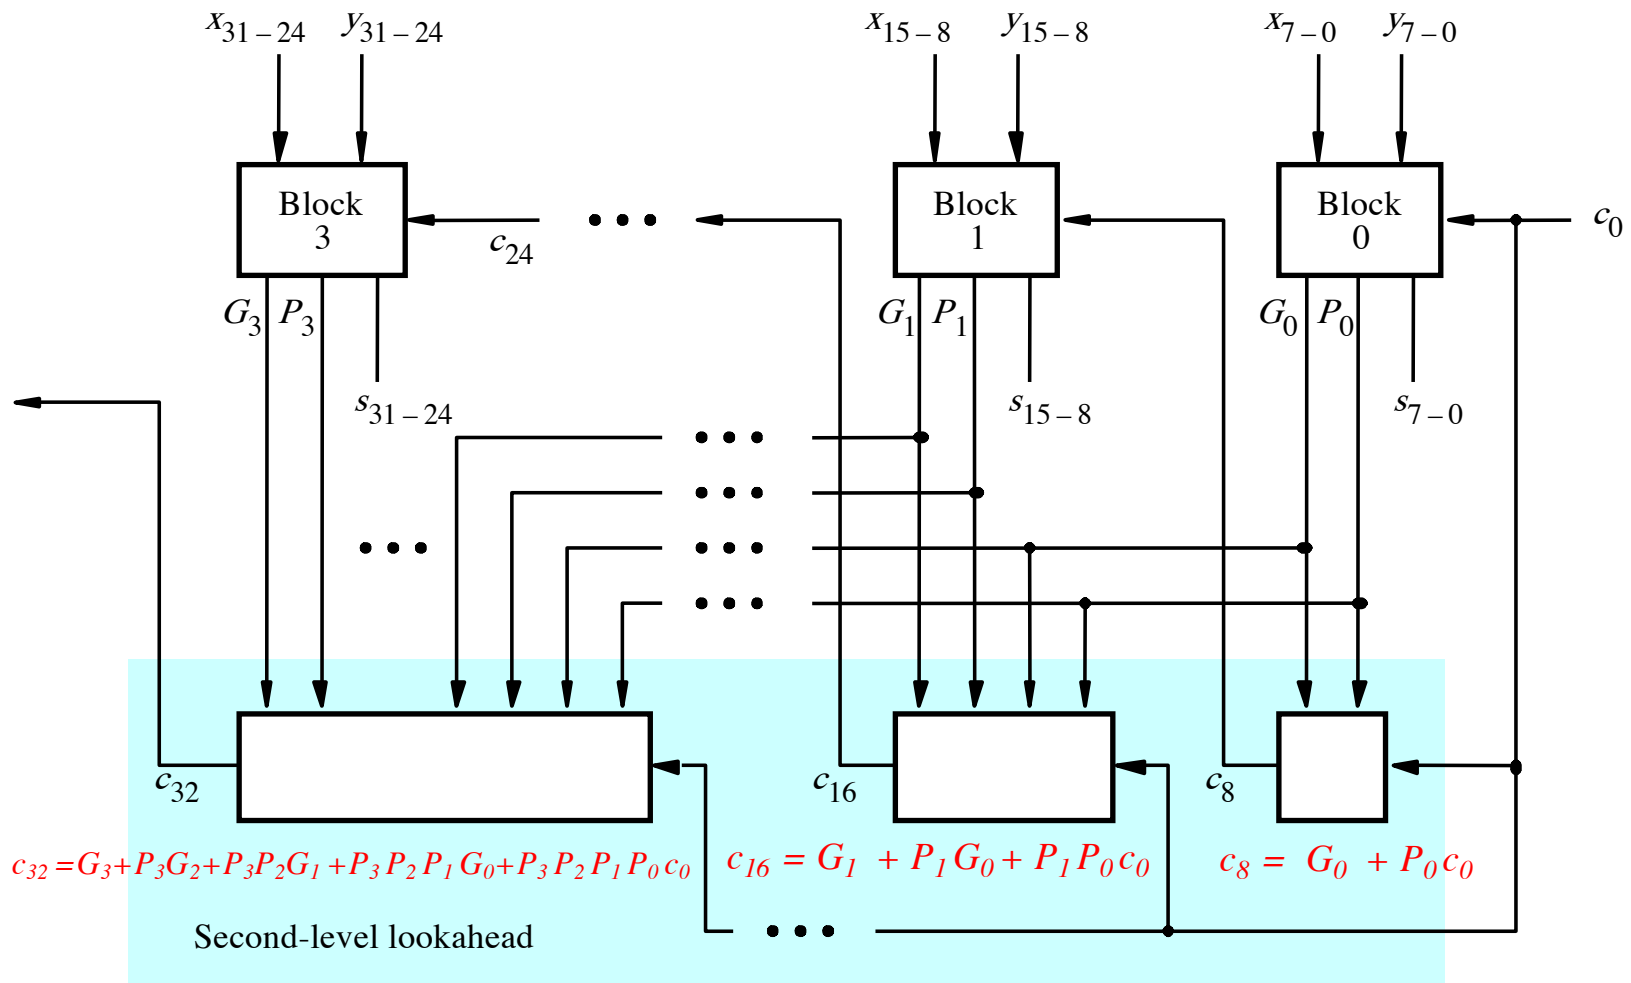 x31–24 y31–24 x15–8 y15–8 x7–0 y7–0
Block 3
Block 1
Block 0
c24
c0
G3 P3
G1 P1
G0 P0
s31–24
s15–8
s7–0
c32
c16
c8
c32 = G3 + P3G2 + P3P2G1 + P3P2P1G0 + P3P2P1P0c0
c16 = G1 + P1G0 + P1P0c0
c8 = G0 + P0c0
Second-level lookahead